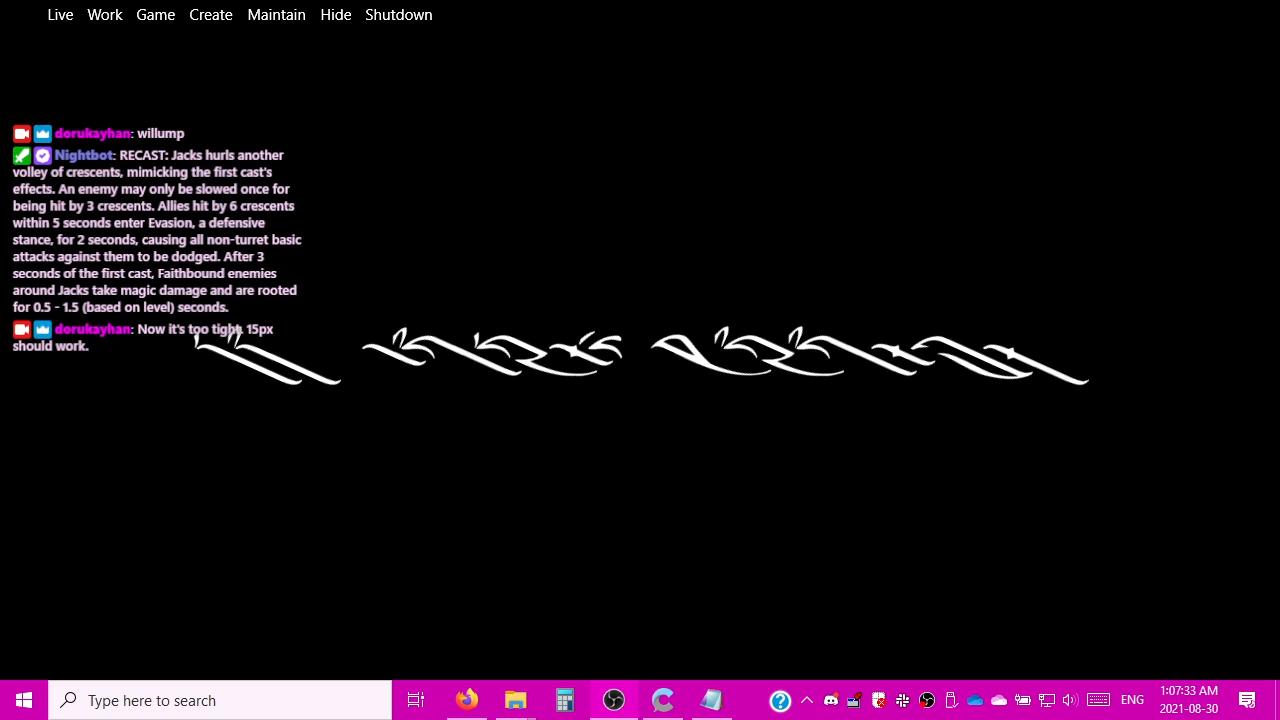 Live Work Game Create Maintain Hide Shutdown
dorukayhan: willump
Nightbot: RECAST: Jacks hurls another
volley of crescents, mimicking the first cast's
effects. An enemy may only be slowed once for
being hit by 3 crescents. Allies hit by 6 crescents
within 5 seconds enter Evasion, a defensive
stance, for 2 seconds, causing all non-turret basic
attacks against them to be dodged. After 3
seconds of the first cast, Faithbound enemies
around Jacks take magic damage and are rooted
for 0.5 - 1.5 (based on level) seconds.
dorukayhan: Now it's too tight. 15px
should work.
Type here to search
ENG
1:07:33 AM
2021-08-30